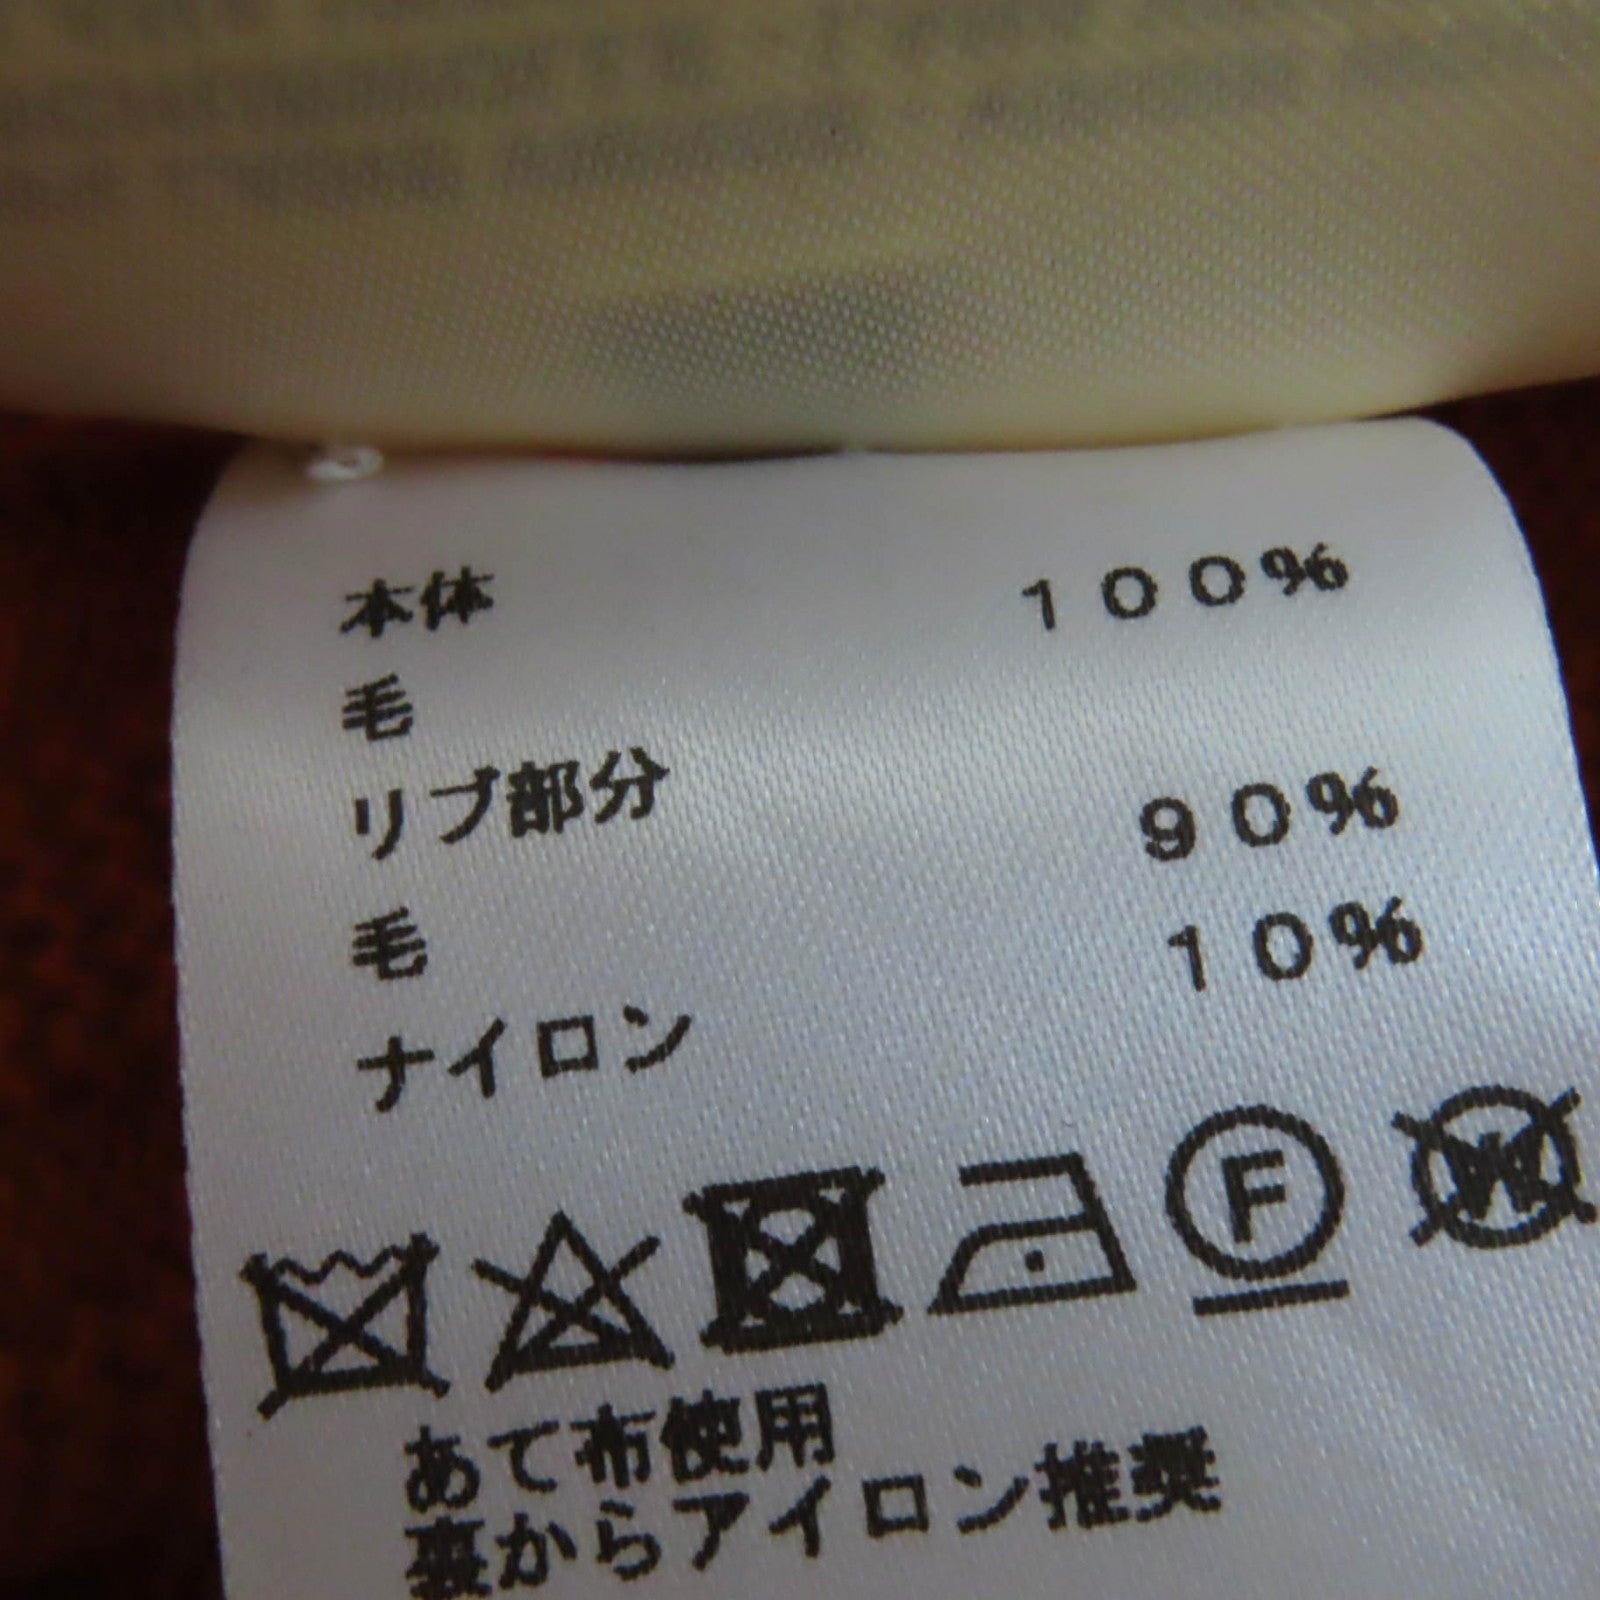 本体
毛 100%
リブ部分
毛 90%
ナイロン 10%
F
W
あて布使用
裏からアイロン推奨